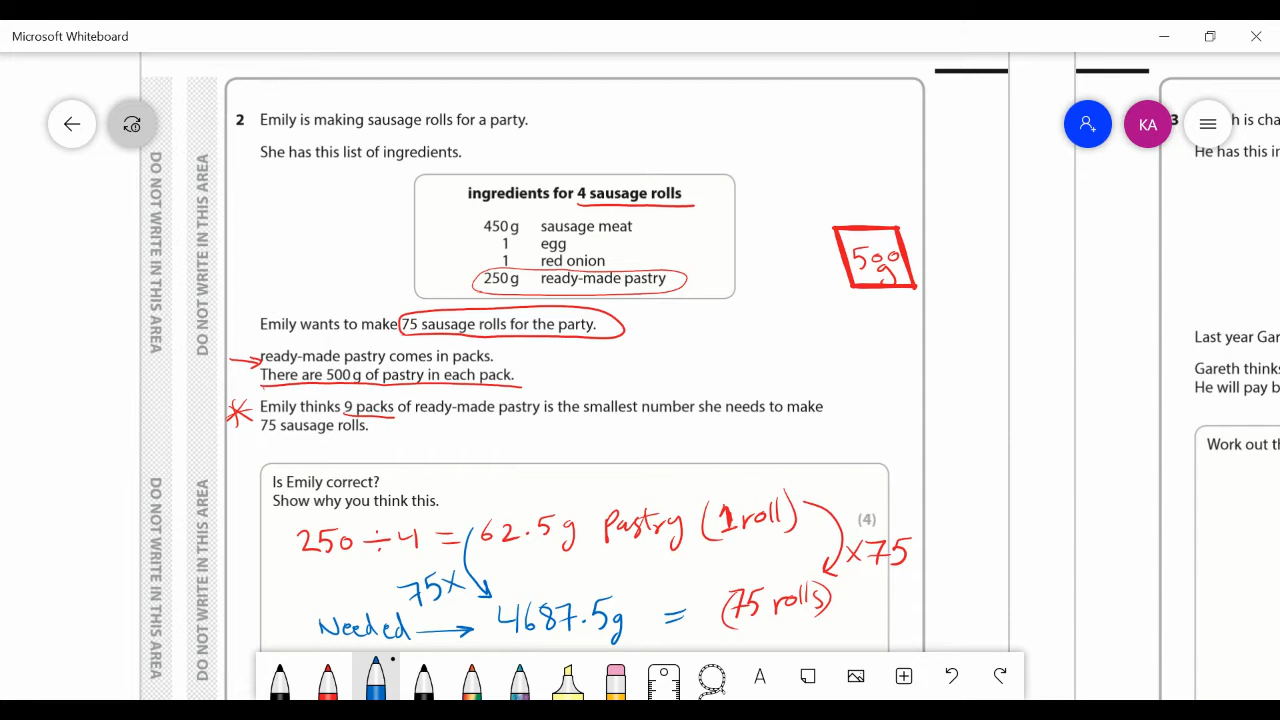 Microsoft Whiteboard
KA
2 Emily is making sausage rolls for a party.
She has this list of ingredients.
ingredients for 4 sausage rolls
450 g sausage meat
1 egg
1 red onion
250 g ready-made pastry
500
g
Emily wants to make 75 sausage rolls for the party.
ready-made pastry comes in packs.
There are 500 g of pastry in each pack.
Emily thinks 9 packs of ready-made pastry is the smallest number she needs to make
75 sausage rolls.
Is Emily correct?
Show why you think this.
(4)
250 ÷ 4 = 62.5g Pastry (1 roll)
×75
75×
Needed → 4687.5g = (75 rolls)
DO NOT WRITE IN THIS AREA
DO NOT WRITE IN THIS AREA
DO NOT WRITE IN THIS AREA
DO NOT WRITE IN THIS AREA
3 h is cha
He has this in
Last year Gar
Gareth thinks
He will pay b
Work out th
A